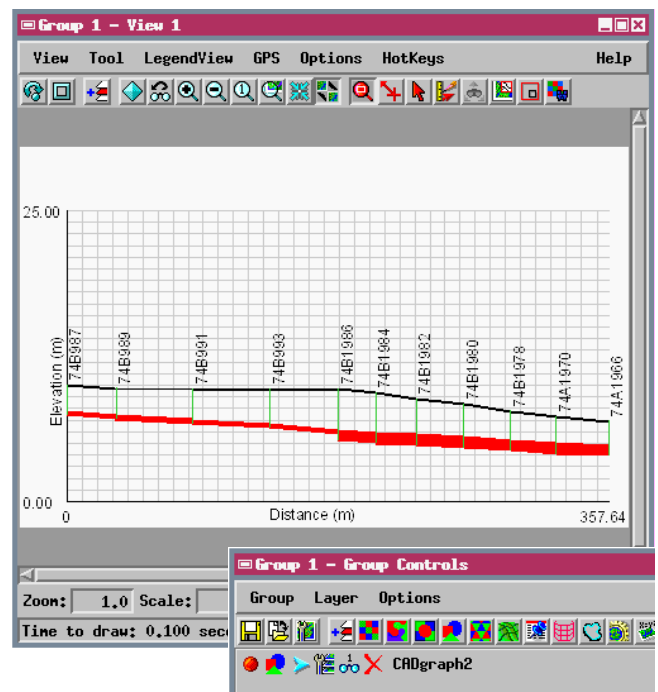 Group 1 - View 1
View Tool LegendView GPS Options HotKeys Help
25.00
Elevation (m)
74B987
74B989
74B991
74B993
74B1986
74B1984
74B1982
74B1980
74B1978
74A1970
74A1966
0.00
0 Distance (m) 357.64
Group 1 - Group Controls
Group Layer Options
Zoom: 1.0 Scale:
Time to draw: 0.100
CADgraph2